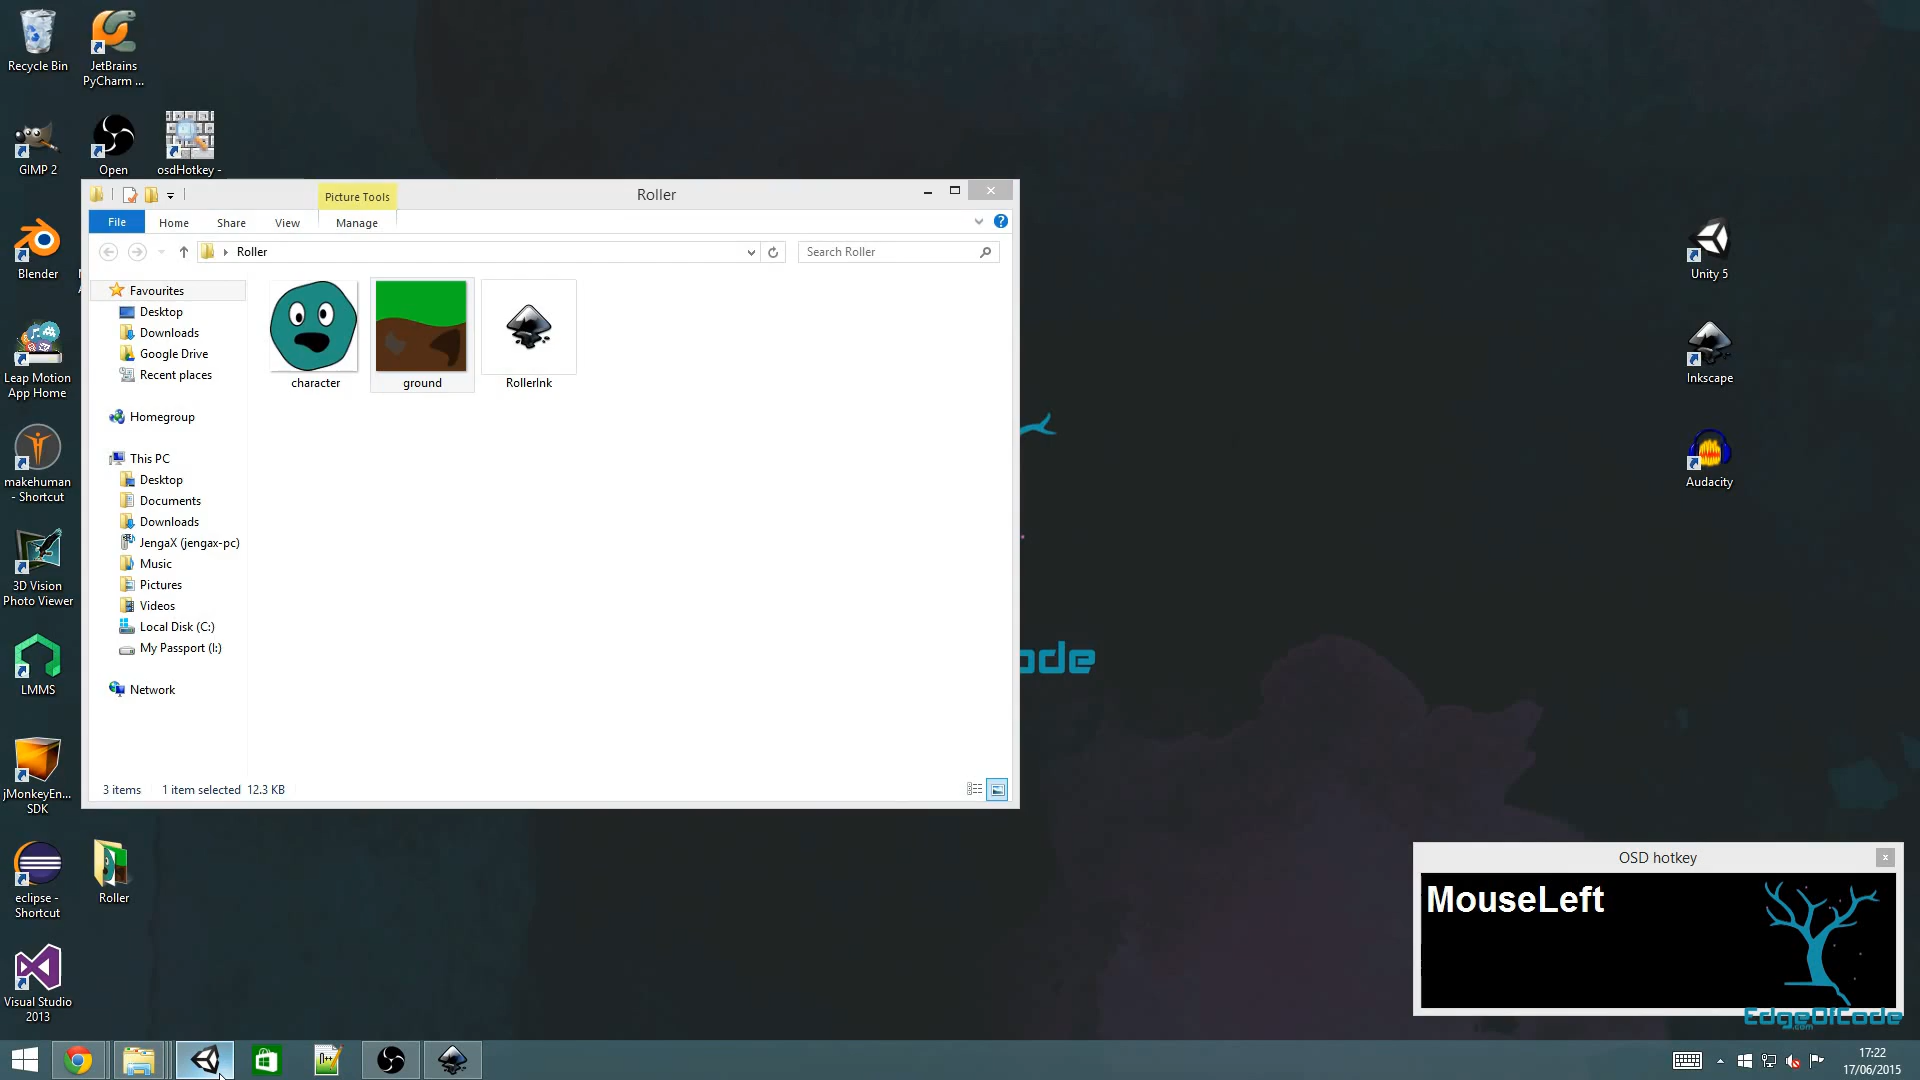 Recycle Bin
JetBrains
PyCharm ...
GIMP 2
Open
osdHotkey -
Blender
Leap Motion
App Home
makehuman
- Shortcut
3D Vision
Photo Viewer
LMMS
jMonkeyEn...
SDK
eclipse -
Shortcut
Roller
Visual Studio
2013
Picture Tools
Roller
File
Home
Share
View
Manage
Roller
Search Roller
Favourites
Desktop
Downloads
Google Drive
Recent places
Homegroup
This PC
Desktop
Documents
Downloads
JengaX (jengax-pc)
Music
Pictures
Videos
Local Disk (C:)
My Passport (I:)
Network
character
ground
RollerInk
3 items
1 item selected 12.3 KB
ode
Unity 5
Inkscape
Audacity
OSD hotkey
MouseLeft
EdgeOfCode
.com
17:22
17/06/2015